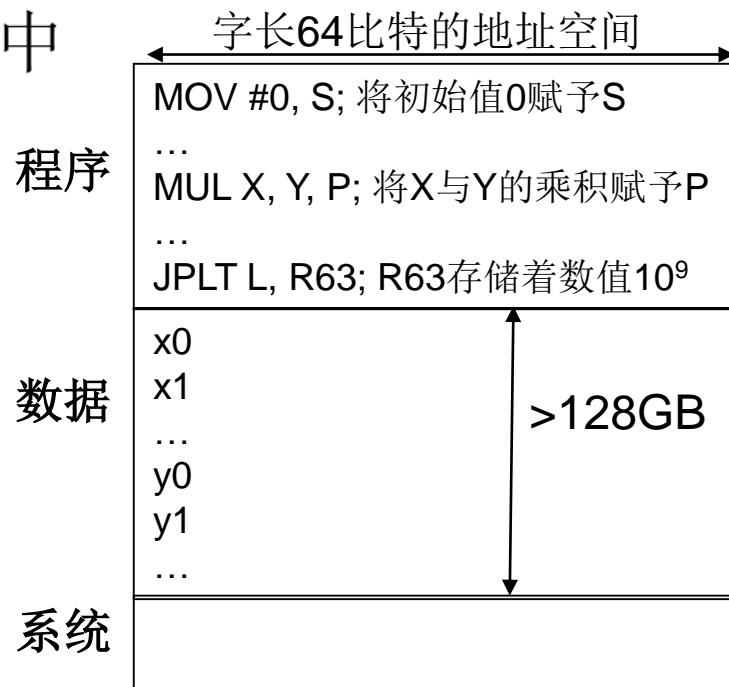 中
字长64比特的地址空间
程序
MOV #0, S; 将初始值0赋予S
…
MUL X, Y, P; 将X与Y的乘积赋予P
…
JPLT L, R63; R63存储着数值10⁹
数据
x0
x1
…
y0
y1
…
>128GB
系统